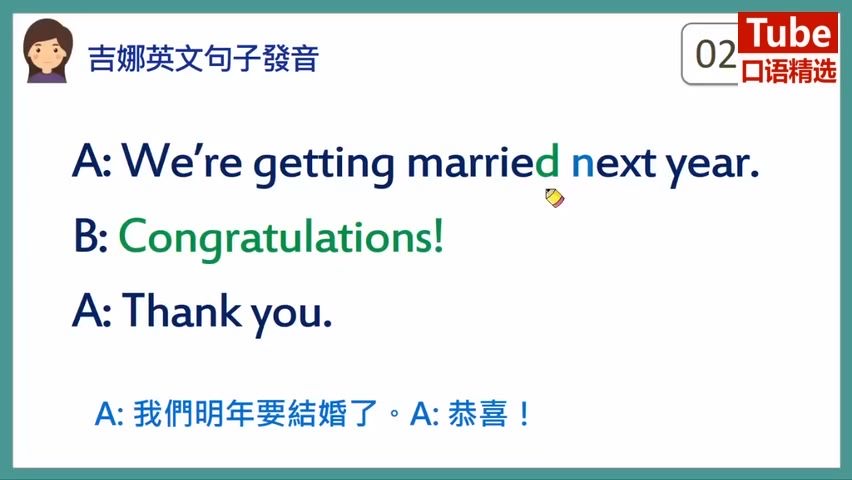 吉娜英文句子發音
02
Tube
口语精选
A: We're getting married next year.
B: Congratulations!
A: Thank you.
A: 我們明年要結婚了。A: 恭喜！